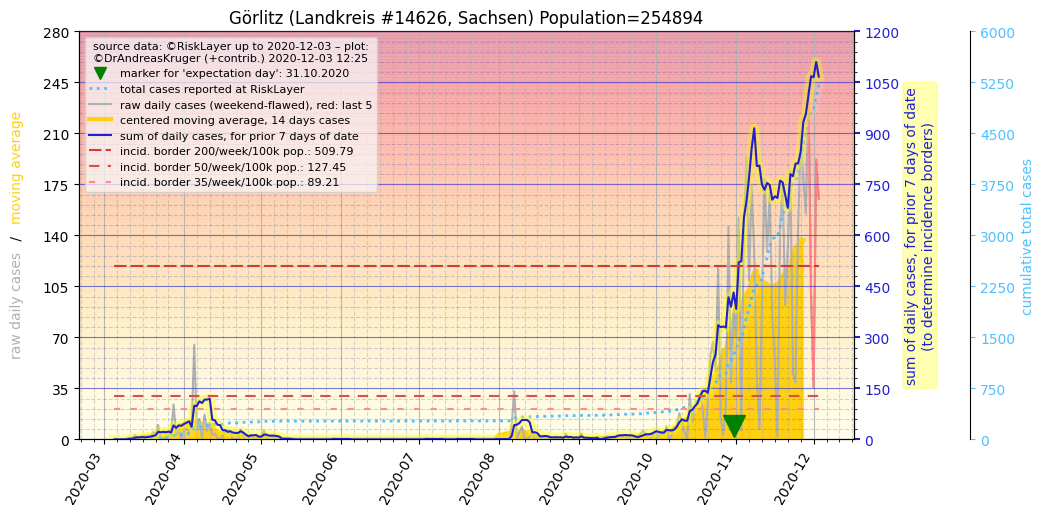 Görlitz (Landkreis #14626, Sachsen) Population=254894
source data: ©RiskLayer up to 2020-12-03 – plot:
©DrAndreasKruger (+contrib.) 2020-12-03 12:25
marker for 'expectation day': 31.10.2020
total cases reported at RiskLayer
raw daily cases (weekend-flawed), red: last 5
centered moving average, 14 days cases
sum of daily cases, for prior 7 days of date
incid. border 200/week/100k pop.: 509.79
incid. border 50/week/100k pop.: 127.45
incid. border 35/week/100k pop.: 89.21
raw daily cases / moving average
280
245
210
175
140
105
70
35
0
2020-03
2020-04
2020-05
2020-06
2020-07
2020-08
2020-09
2020-10
2020-11
2020-12
1200
1050
900
750
600
450
300
150
0
sum of daily cases, for prior 7 days of date
(to determine incidence borders)
6000
5250
4500
3750
3000
2250
1500
750
0
cumulative total cases